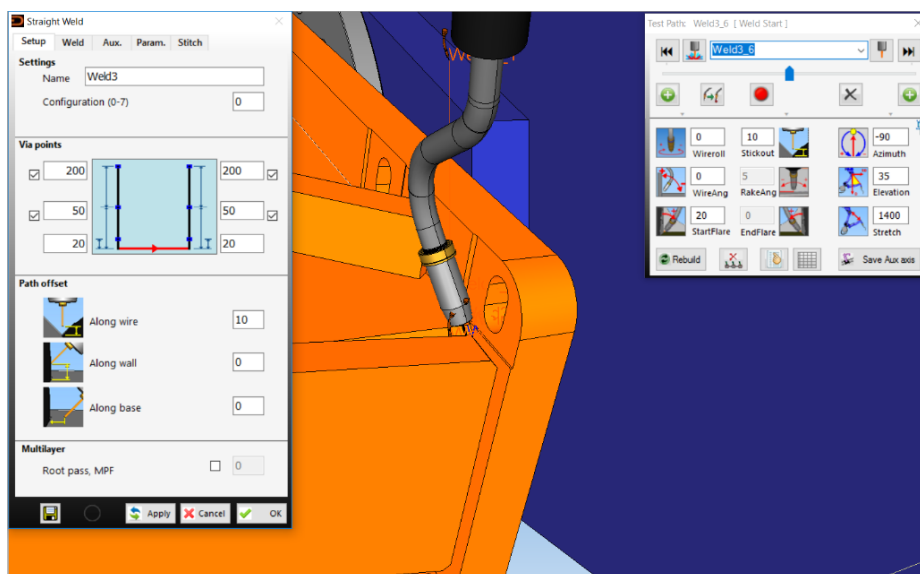 Straight Weld
Setup Weld Aux. Param. Stitch
Settings
Name Weld3
Configuration (0-7) 0
Via points
200 200
50 50
20 20
Path offset
Along wire 10
Along wall 0
Along base 0
Multilayer
Root pass, MPF 0
Apply Cancel OK
Test Path: Weld3_6 [ Weld Start ]
Weld3_6
0 10 -90
Wireroll Stickout Azimuth
0 5 35
WireAng RakeAng Elevation
20 0 1400
StartFlare EndFlare Stretch
Rebuild Save Aux axis